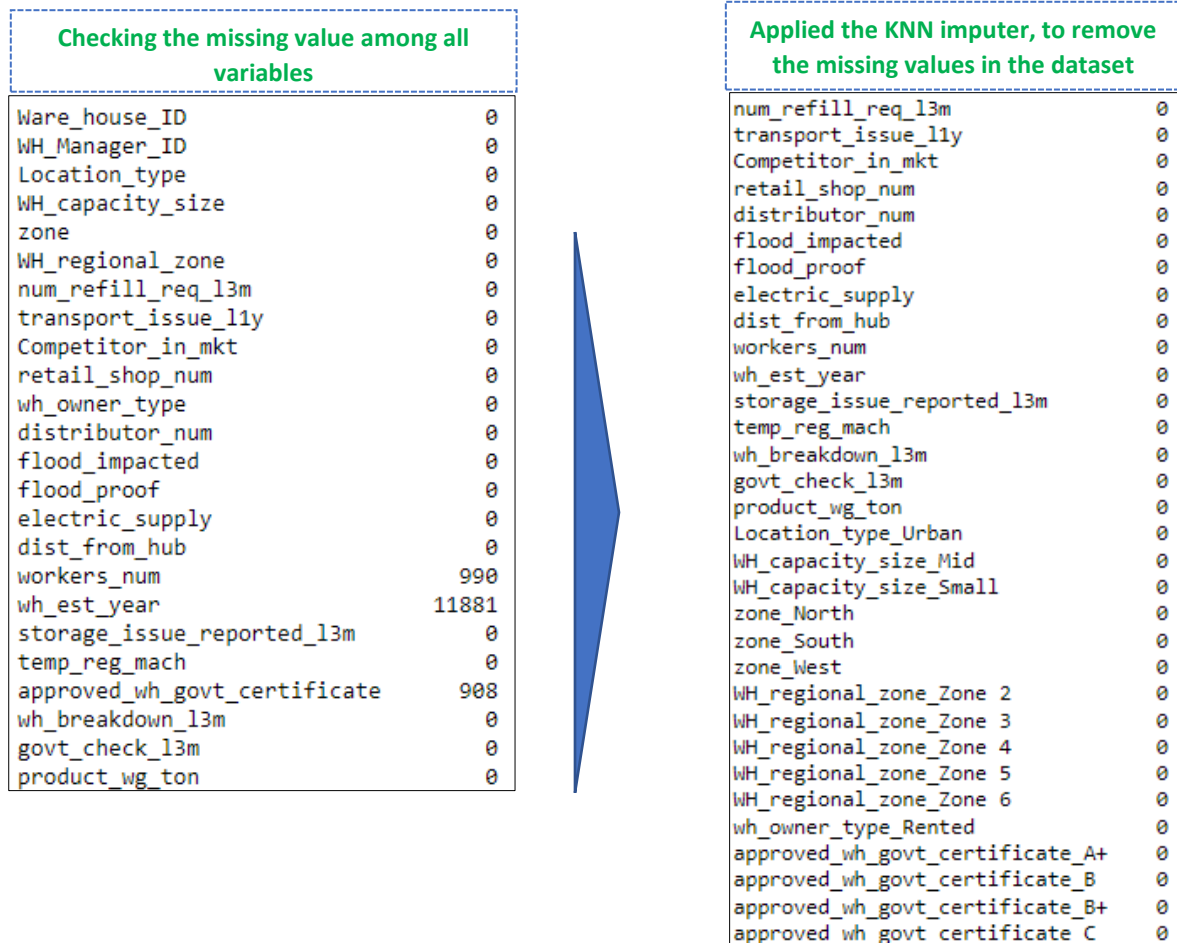 Checking the missing value among all
variables
Ware_house_ID 0
WH_Manager_ID 0
Location_type 0
WH_capacity_size 0
zone 0
WH_regional_zone 0
num_refill_req_l3m 0
transport_issue_l1y 0
Competitor_in_mkt 0
retail_shop_num 0
wh_owner_type 0
distributor_num 0
flood_impacted 0
flood_proof 0
electric_supply 0
dist_from_hub 0
workers_num 990
wh_est_year 11881
storage_issue_reported_l3m 0
temp_reg_mach 0
approved_wh_govt_certificate 908
wh_breakdown_l3m 0
govt_check_l3m 0
product_wg_ton 0
Applied the KNN imputer, to remove
the missing values in the dataset
num_refill_req_l3m 0
transport_issue_l1y 0
Competitor_in_mkt 0
retail_shop_num 0
distributor_num 0
flood_impacted 0
flood_proof 0
electric_supply 0
dist_from_hub 0
workers_num 0
wh_est_year 0
storage_issue_reported_l3m 0
temp_reg_mach 0
wh_breakdown_l3m 0
govt_check_l3m 0
product_wg_ton 0
Location_type_Urban 0
WH_capacity_size_Mid 0
WH_capacity_size_Small 0
zone_North 0
zone_South 0
zone_West 0
WH_regional_zone_Zone 2 0
WH_regional_zone_Zone 3 0
WH_regional_zone_Zone 4 0
WH_regional_zone_Zone 5 0
WH_regional_zone_Zone 6 0
wh_owner_type_Rented 0
approved_wh_govt_certificate_A+ 0
approved_wh_govt_certificate_B 0
approved_wh_govt_certificate_B+ 0
approved_wh_govt_certificate_C 0